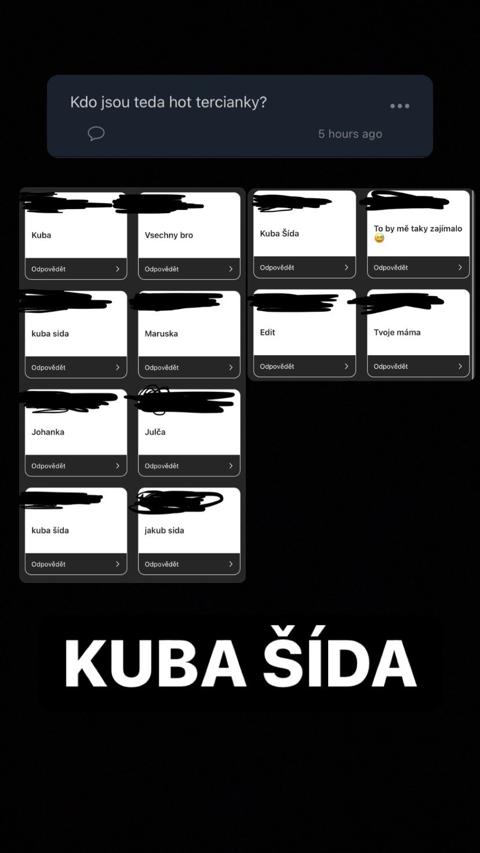 Kdo jsou teda hot tercianky?
5 hours ago
Kuba
Odpovědět
Vsechny bro
Odpovědět
kuba sida
Odpovědět
Maruska
Odpovědět
Johanka
Odpovědět
Julča
Odpovědět
kuba šída
Odpovědět
jakub sida
Odpovědět
Kuba Šída
Odpovědět
To by mě taky zajímalo
😅
Odpovědět
Edit
Odpovědět
Tvoje máma
Odpovědět
KUBA ŠÍDA